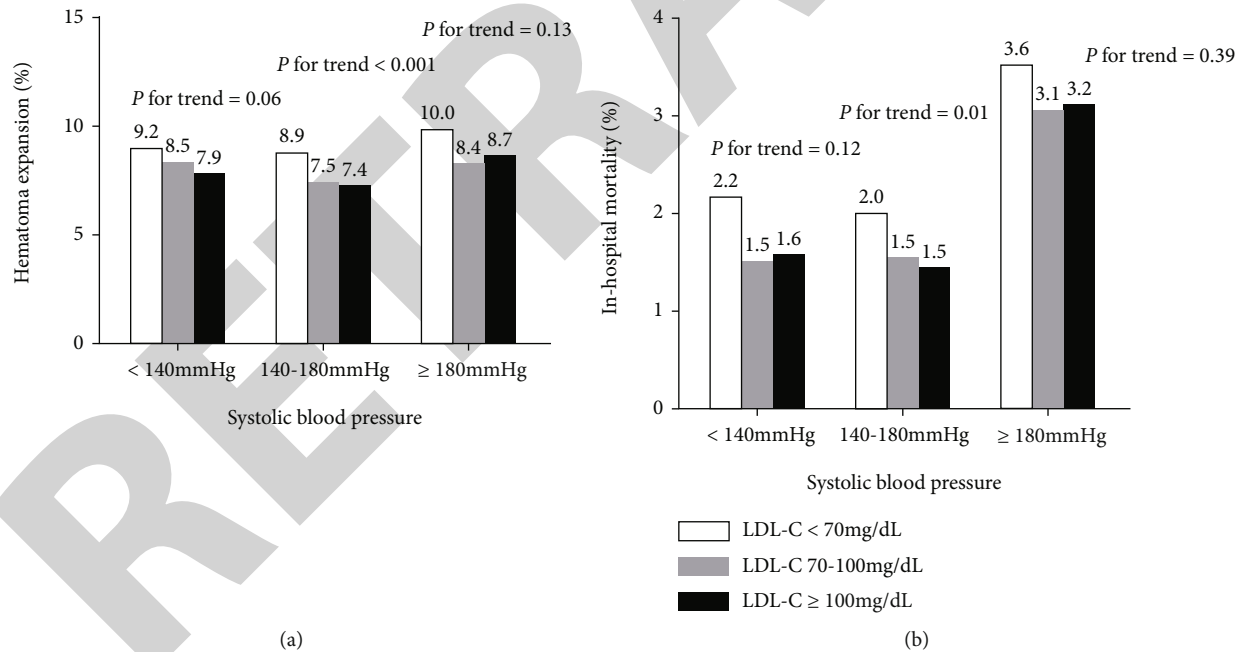 15
10
5
0
Hematoma expansion (%)
P for trend = 0.06
P for trend < 0.001
P for trend = 0.13
9.2
8.5
7.9
8.9
7.5
7.4
10.0
8.4
8.7
< 140mmHg
140-180mmHg
≥ 180mmHg
Systolic blood pressure
(a)
4
3
2
1
0
In-hospital mortality (%)
P for trend = 0.12
P for trend = 0.01
P for trend = 0.39
2.2
1.5
1.6
2.0
1.5
1.5
3.6
3.1
3.2
< 140mmHg
140-180mmHg
≥ 180mmHg
Systolic blood pressure
LDL-C < 70mg/dL
LDL-C 70-100mg/dL
LDL-C ≥ 100mg/dL
(b)
RETRA